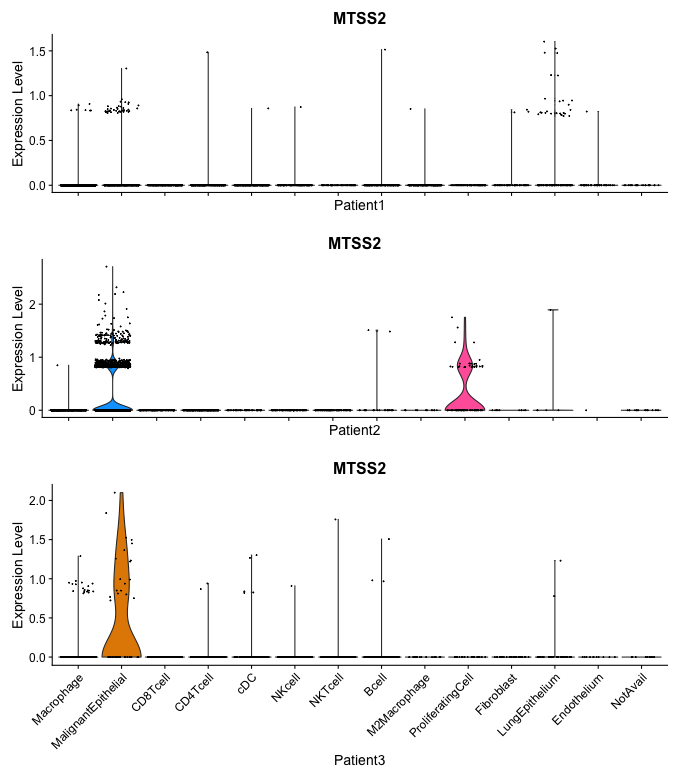 MTSS2
Expression Level
1.5
1.0
0.5
0.0
Patient1
MTSS2
Expression Level
2
1
0
Patient2
MTSS2
Expression Level
2.0
1.5
1.0
0.5
0.0
Macrophage
MalignantEpithelial
CD8Tcell
CD4Tcell
cDC
NKcell
NKTcell
Bcell
M2Macrophage
ProliferatingCell
Fibroblast
LungEpithelium
Endothelium
NotAvail
Patient3